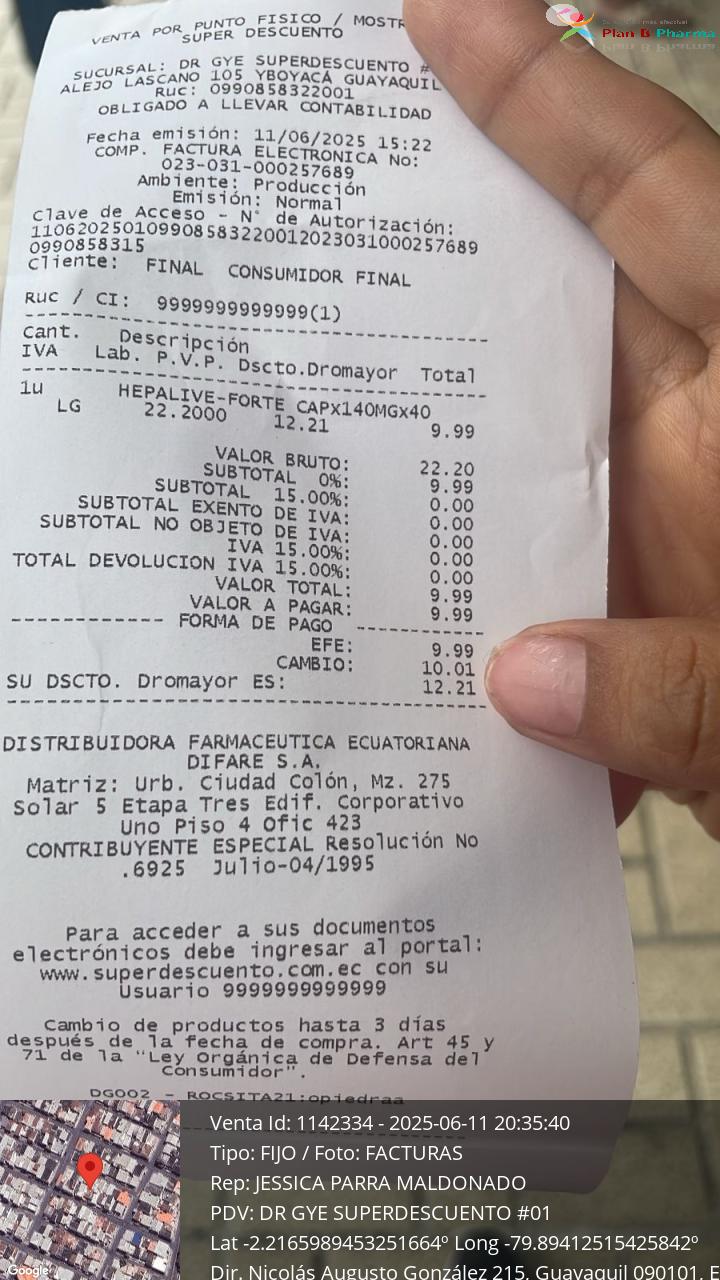 Plan B Pharma
VENTA POR PUNTO FISICO / MOSTR
SUPER DESCUENTO
SUCURSAL: DR GYE SUPERDESCUENTO #
ALEJO LASCANO 105 YBOYACÁ GUAYAQUIL
Ruc: 0990858322001
OBLIGADO A LLEVAR CONTABILIDAD
Fecha emisión: 11/06/2025 15:22
COMP. FACTURA ELECTRONICA No:
023-031-000257689
Ambiente: Producción
Emisión: Normal
Clave de Acceso - N° de Autorización:
110620250109908583220012023031000257689
0990858315
Cliente: FINAL CONSUMIDOR FINAL
Ruc / CI: 9999999999999(1)
Cant. Descripción
IVA Lab. P.V.P. Dscto.Dromayor Total
1u HEPALIVE-FORTE CAPx140MGx40
LG 22.2000 12.21 9.99
VALOR BRUTO: 22.20
SUBTOTAL 0%: 9.99
SUBTOTAL 15.00%: 0.00
SUBTOTAL EXENTO DE IVA: 0.00
SUBTOTAL NO OBJETO DE IVA: 0.00
IVA 15.00%: 0.00
TOTAL DEVOLUCION IVA 15.00%: 0.00
VALOR TOTAL: 9.99
VALOR A PAGAR: 9.99
------------ FORMA DE PAGO ----------
EFE: 9.99
CAMBIO: 10.01
SU DSCTO. Dromayor ES: 12.21
DISTRIBUIDORA FARMACEUTICA ECUATORIANA
DIFARE S.A.
Matriz: Urb. Ciudad Colón, Mz. 275
Solar 5 Etapa Tres Edif. Corporativo
Uno Piso 4 Ofic 423
CONTRIBUYENTE ESPECIAL Resolución No
.6925 Julio-04/1995
Para acceder a sus documentos
electrónicos debe ingresar al portal:
www.superdescuento.com.ec con su
Usuario 9999999999999
Cambio de productos hasta 3 días
después de la fecha de compra. Art 45 y
71 de la "Ley Orgánica de Defensa del
Consumidor".
DG002 - ROCSITA21:opiedraa
Venta Id: 1142334 - 2025-06-11 20:35:40
Tipo: FIJO / Foto: FACTURAS
Rep: JESSICA PARRA MALDONADO
PDV: DR GYE SUPERDESCUENTO #01
Lat -2.2165989453251664º Long -79.89412515425842º
Dir. Nicolás Augusto González 215, Guayaquil 090101, E
Google